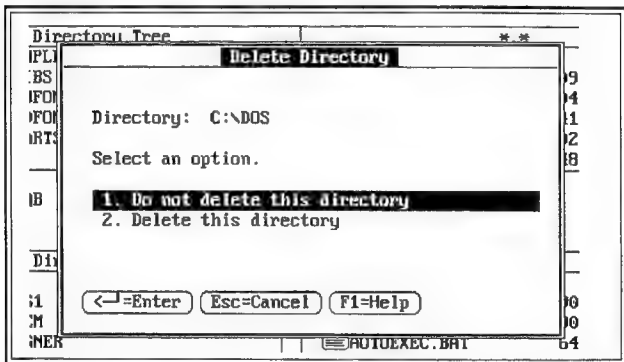 Directory Tree *.*
Delete Directory
Directory: C:\DOS
Select an option.
1. Do not delete this directory
2. Delete this directory
<┘=Enter Esc=Cancel F1=Help
AUTOEXEC.BAT 64